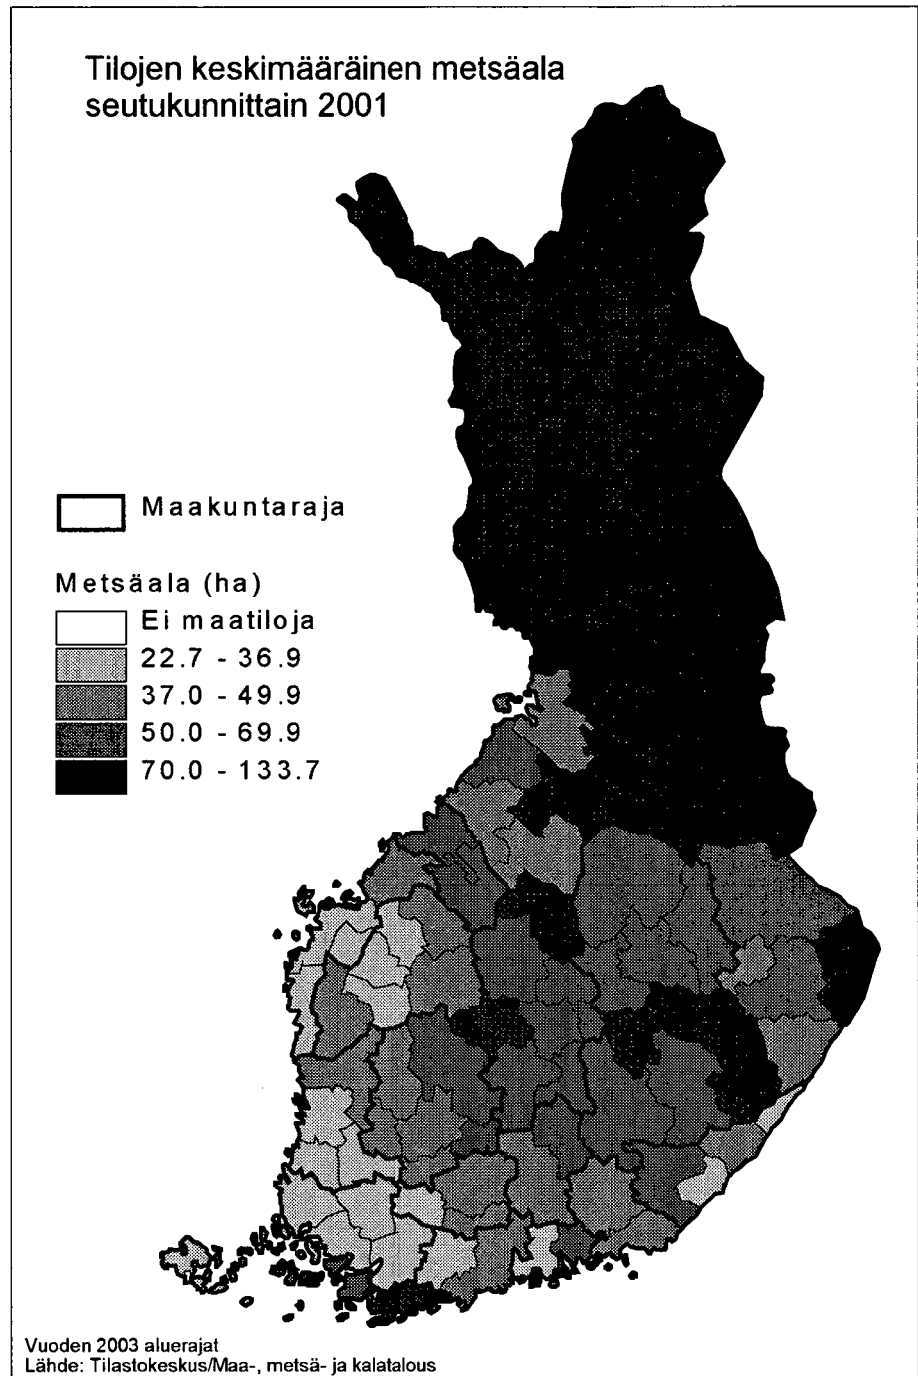 Tilojen keskimääräinen metsäala
seutukunnittain 2001
Maakuntaraja
Metsäala (ha)
Ei maatiloja
22.7 - 36.9
37.0 - 49.9
50.0 - 69.9
70.0 - 133.7
Vuoden 2003 aluerajat
Lähde: Tilastokeskus/Maa-, metsä- ja kalatalous